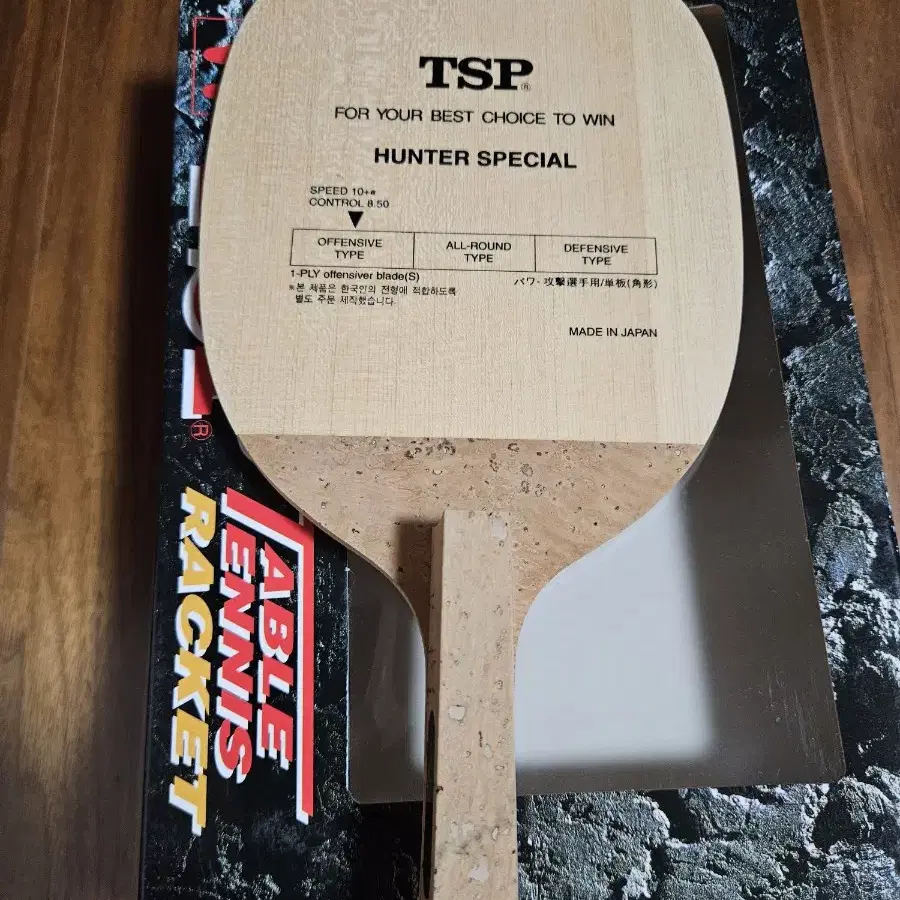 TSP®
FOR YOUR BEST CHOICE TO WIN
HUNTER SPECIAL
SPEED 10+α
CONTROL 8.50
OFFENSIVE TYPE
ALL-ROUND TYPE
DEFENSIVE TYPE
1-PLY offensiver blade(S)
パワ-攻撃選手用/単板(角形)
※본 제품은 한국인의 전형에 적합하도록
별도 주문 제작했습니다.
MADE IN JAPAN
®
TABLE
TENNIS
RACKET